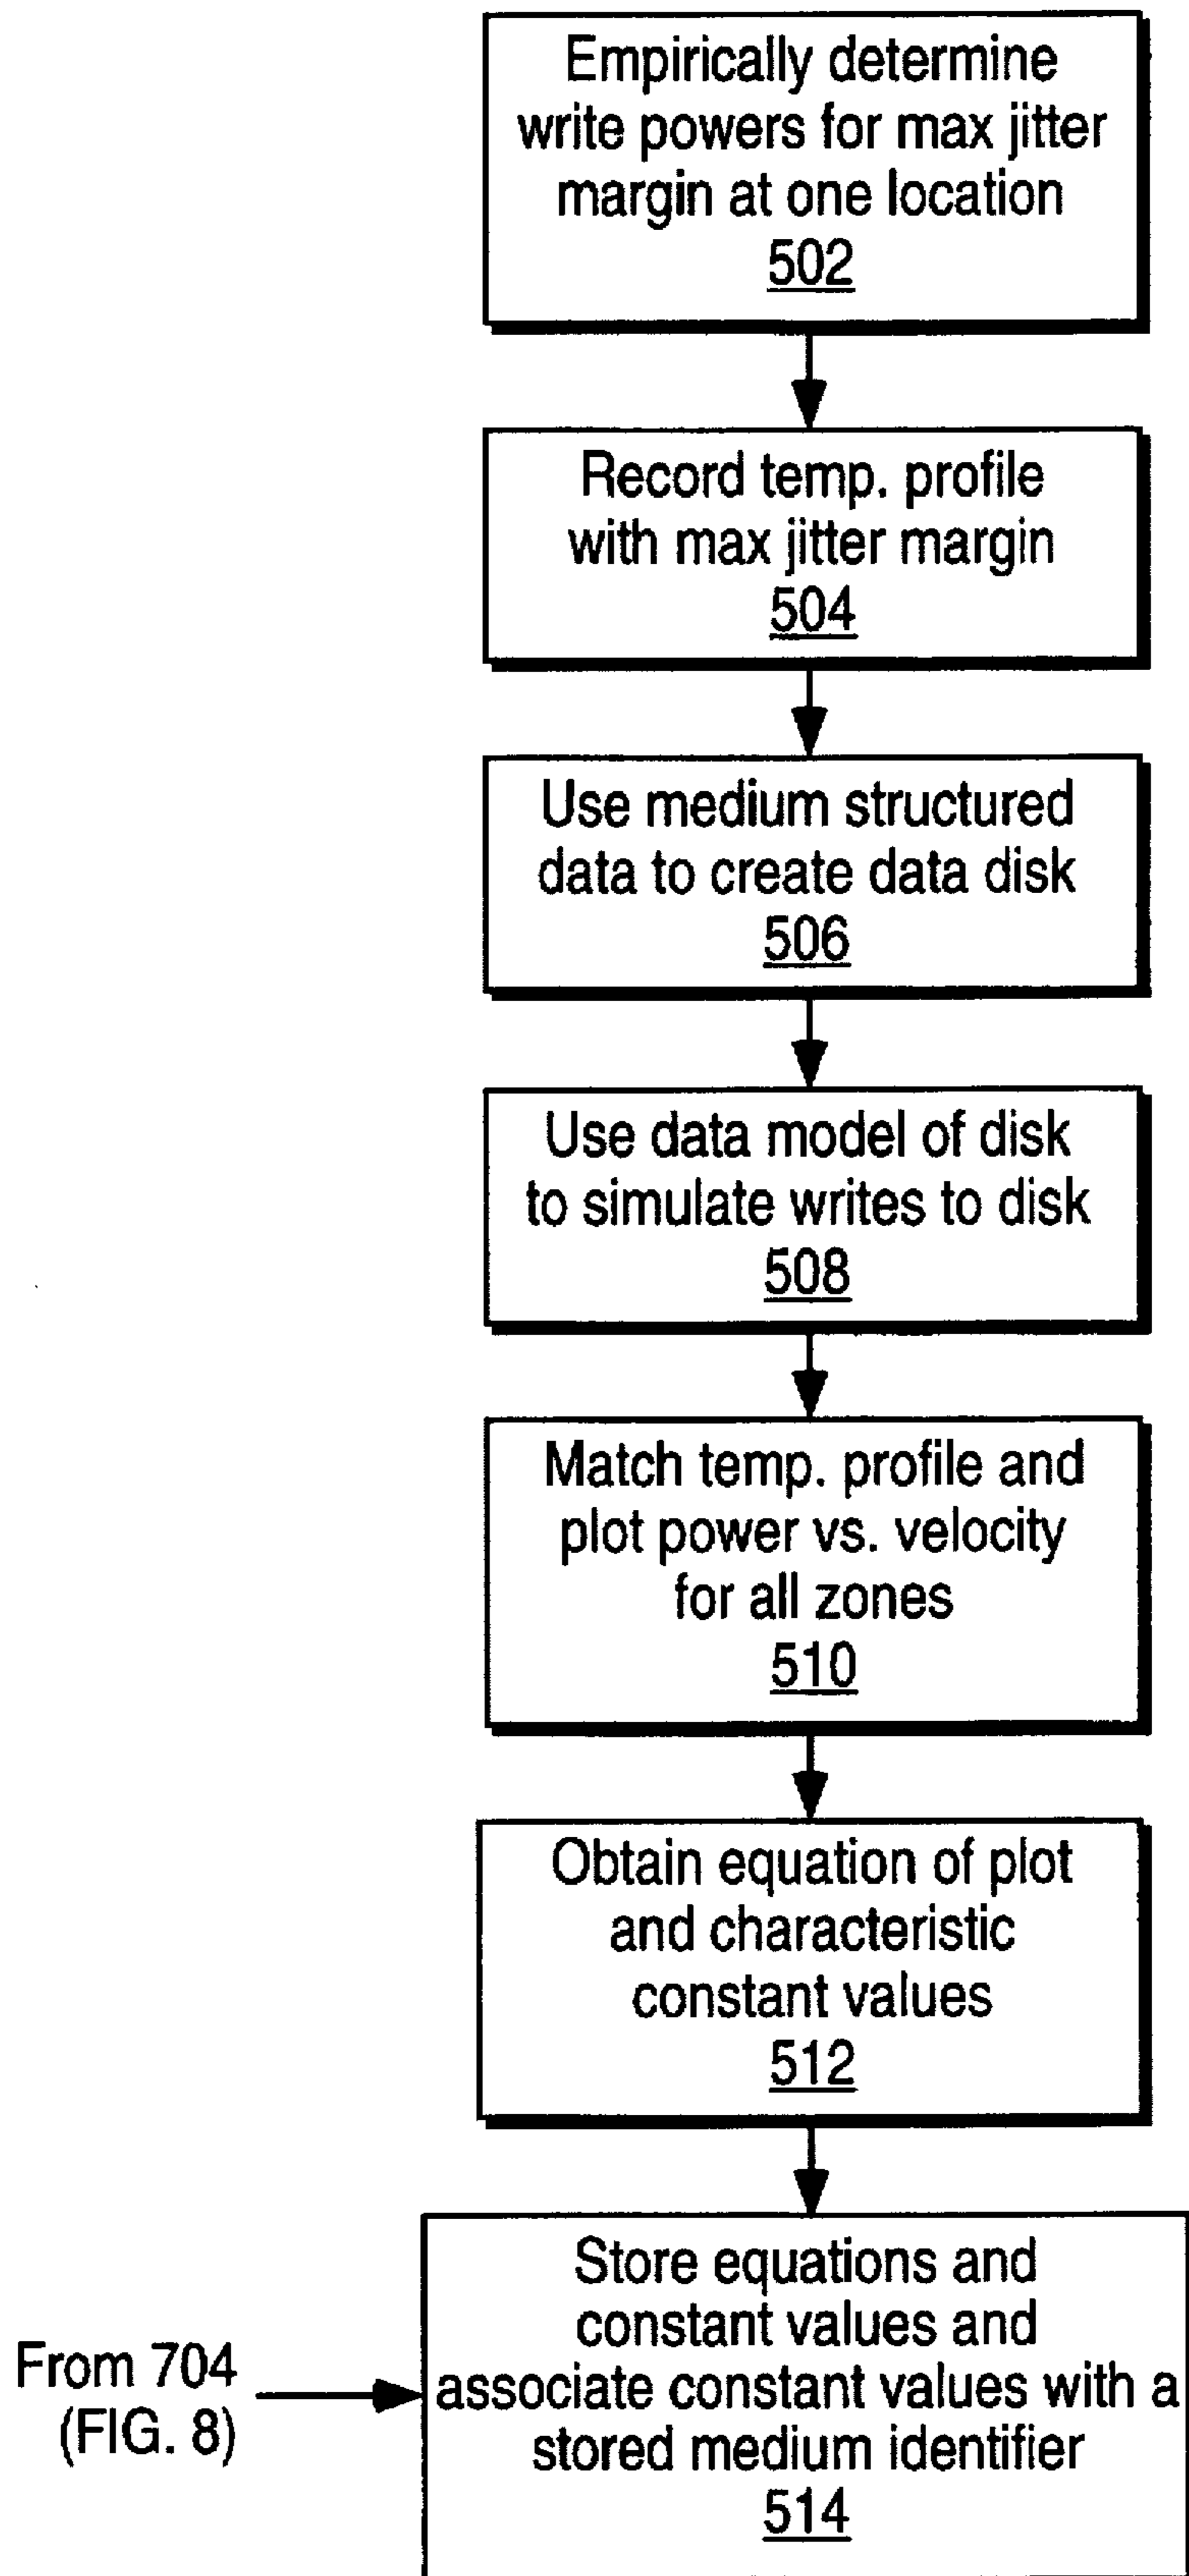 Empirically determine
write powers for max jitter
margin at one location
502
Record temp. profile
with max jitter margin
504
Use medium structured
data to create data disk
506
Use data model of disk
to simulate writes to disk
508
Match temp. profile and
plot power vs. velocity
for all zones
510
Obtain equation of plot
and characteristic
constant values
512
Store equations and
constant values and
associate constant values with a
stored medium identifier
514
From 704
(FIG. 8)